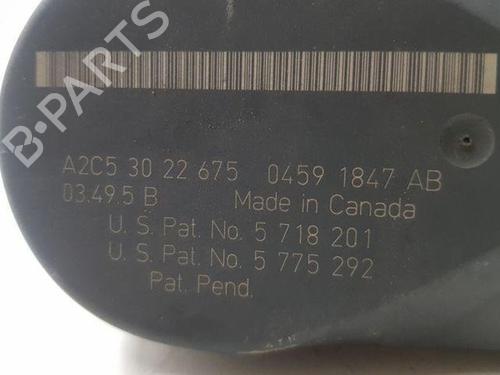 B-PARTS
A2C5 30 22 675 0459 1847 AB
03.49.5 B Made in Canada
U. S. Pat. No. 5 718 201
U. S. Pat. No. 5 775 292
Pat. Pend.